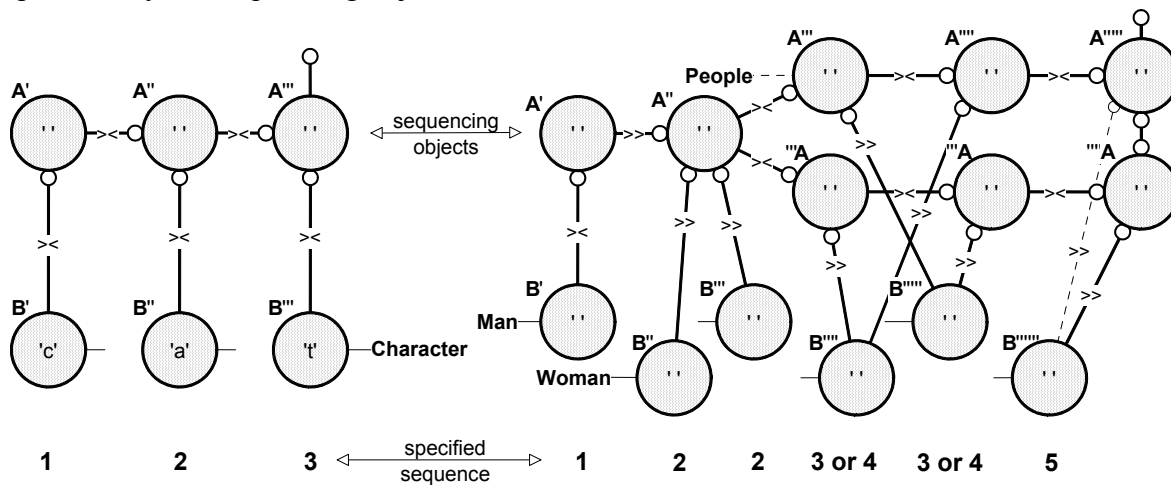 A'''  A''''  A'''''
' '  ' '  ' '
People  ><  ><
A'  A''  A'''  A'  A''
><
' '  ><  ' '  ><  ' '  sequencing  ' '  >>  ' '
objects
>>
><  '''A  '''A  ''''A
' '  ><  ' '  ><  ' '
>>
><  ><  ><  ><  >>  >>  >>  >>  >>  >>
B'  B'''  B'''''
Man  ' '  ' '  ' '
B'  B''  B'''  B''  B''''  B''''''
'c'  'a'  't'  Character
Woman  ' '  ' '  ' '
1  2  3  specified  1  2  2  3 or 4  3 or 4  5
sequence